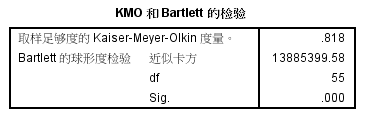 KMO 和 Bartlett 的检验
取样足够度的 Kaiser-Meyer-Olkin 度量。 .818
Bartlett 的球形度检验 近似卡方 13885399.58
df 55
Sig. .000